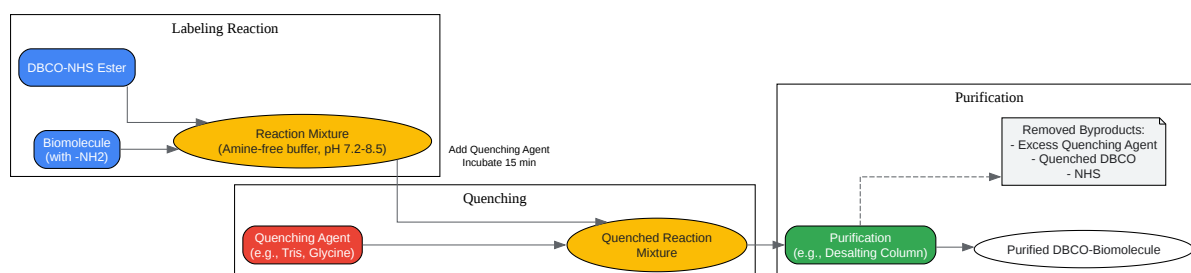 Labeling Reaction
DBCO-NHS Ester
Biomolecule
(with -NH2)
Reaction Mixture
(Amine-free buffer, pH 7.2-8.5)
Add Quenching Agent
Incubate 15 min
Quenching
Quenching Agent
(e.g., Tris, Glycine)
Quenched Reaction
Mixture
Purification
Removed Byproducts:
- Excess Quenching Agent
- Quenched DBCO
- NHS
Purification
(e.g., Desalting Column)
Purified DBCO-Biomolecule